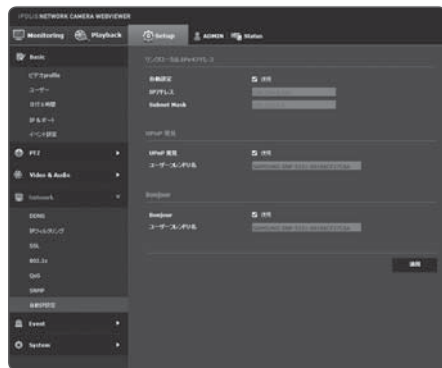 iPOLiS NETWORK CAMERA WEBVIEWER
Monitoring
Playback
Setup
ADMIN
Status
Basic
ビデオprofile
ユーザー
日付&時間
IP & ポート
イベント設定
PTZ
Video & Audio
Network
DDNS
IPフィルタリング
SSL
802.1x
QoS
SNMP
自動IP設定
Event
System
リンクローカルIPv4アドレス
自動設定
使用
IPアドレス
Subnet Mask
UPnP 発見
UPnP 発見
使用
ユーザーフレンドリ名
Bonjour
Bonjour
使用
ユーザーフレンドリ名
適用